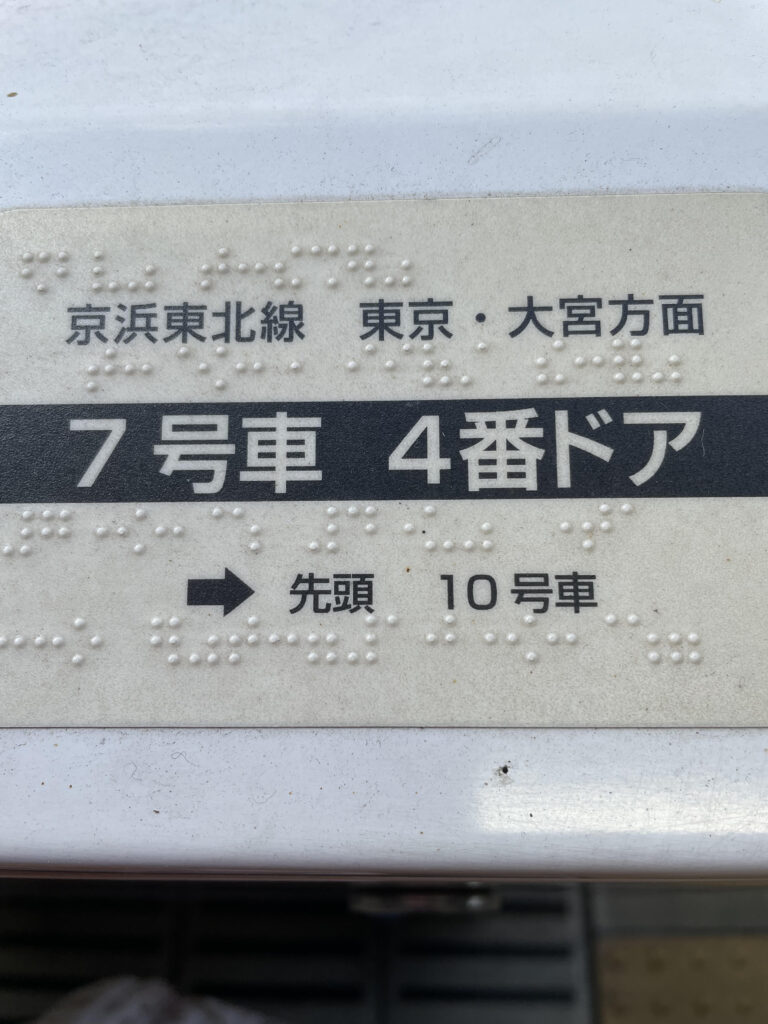 京浜東北線　東京・大宮方面
7号車　4番ドア
➡ 先頭　10号車